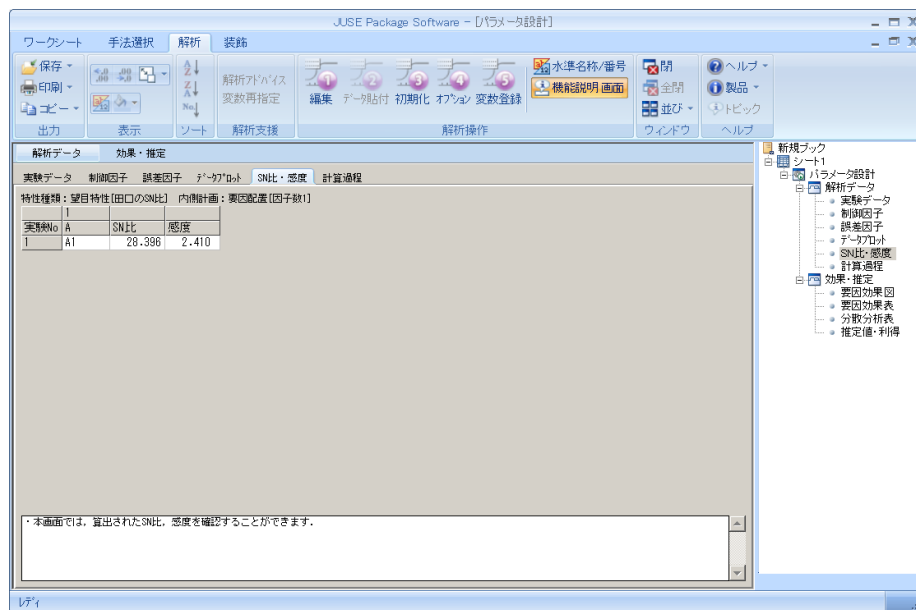 JUSE Package Software - [パラメータ設計]
ワークシート 手法選択 解析 装飾
保存
印刷
コピー
出力
表示
ソート
解析アドバイス
変数再指定
解析支援
編集 データ貼付 初期化 オプション 変数登録
水準名称/番号
機能説明 画面
解析操作
閉
全閉
並び
ウィンドウ
ヘルプ
製品
トピック
ヘルプ
解析データ 効果・推定
実験データ 制御因子 誤差因子 データプロット SN比・感度 計算過程
特性種類：望目特性[田口のSN比] 内側計画：要因配置[因子数1]
1
実験No A SN比 感度
1 A1 28.396 2.410
・本画面では，算出されたSN比，感度を確認することができます．
新規ブック
シート1
パラメータ設計
解析データ
実験データ
制御因子
誤差因子
データプロット
SN比・感度
計算過程
効果・推定
要因効果図
要因効果表
分散分析表
推定値・利得
レディ